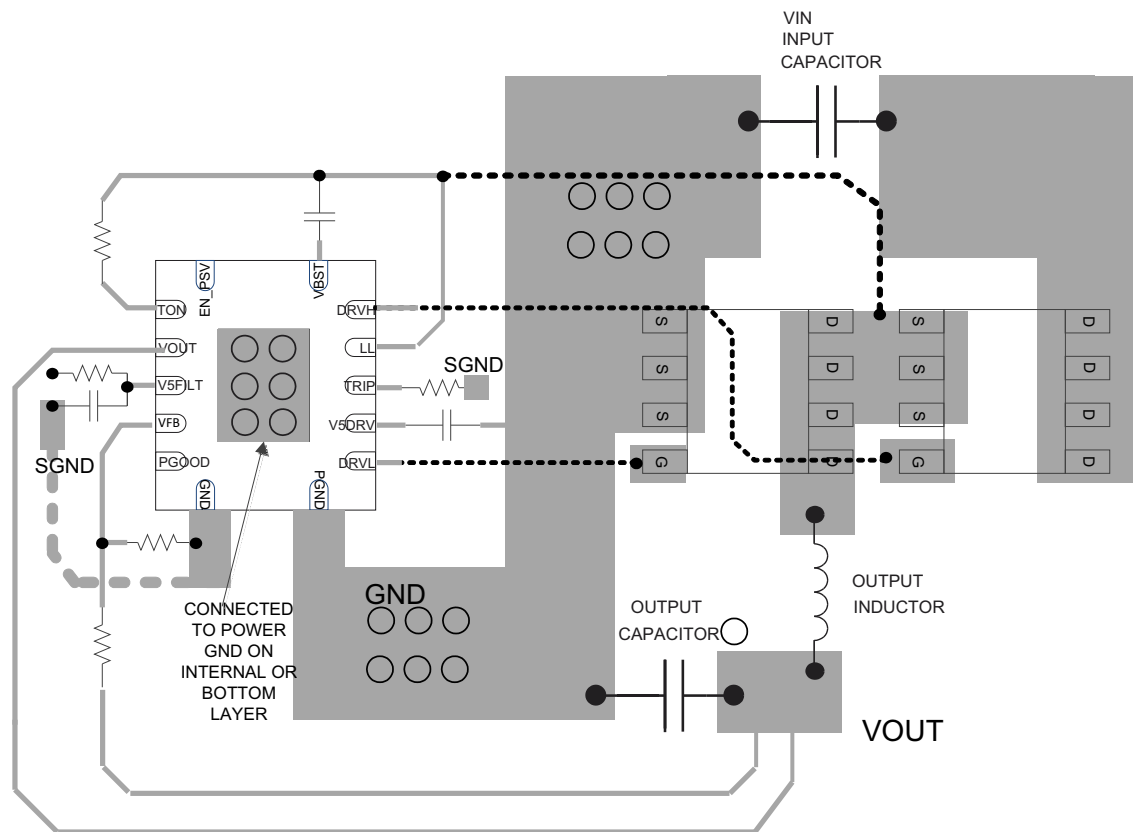 VIN
INPUT
CAPACITOR
EN_PSV
VBST
TON
DRVH
S
D
S
D
VOUT
LL
SGND
S
D
S
D
V5FILT
TRIP
VFB
V5DRV
S
D
S
D
SGND
PGOOD
DRVL
G
D
G
D
GND
PGND
CONNECTED
TO POWER
GND ON
INTERNAL OR
BOTTOM
LAYER
GND
OUTPUT
CAPACITOR
OUTPUT
INDUCTOR
VOUT